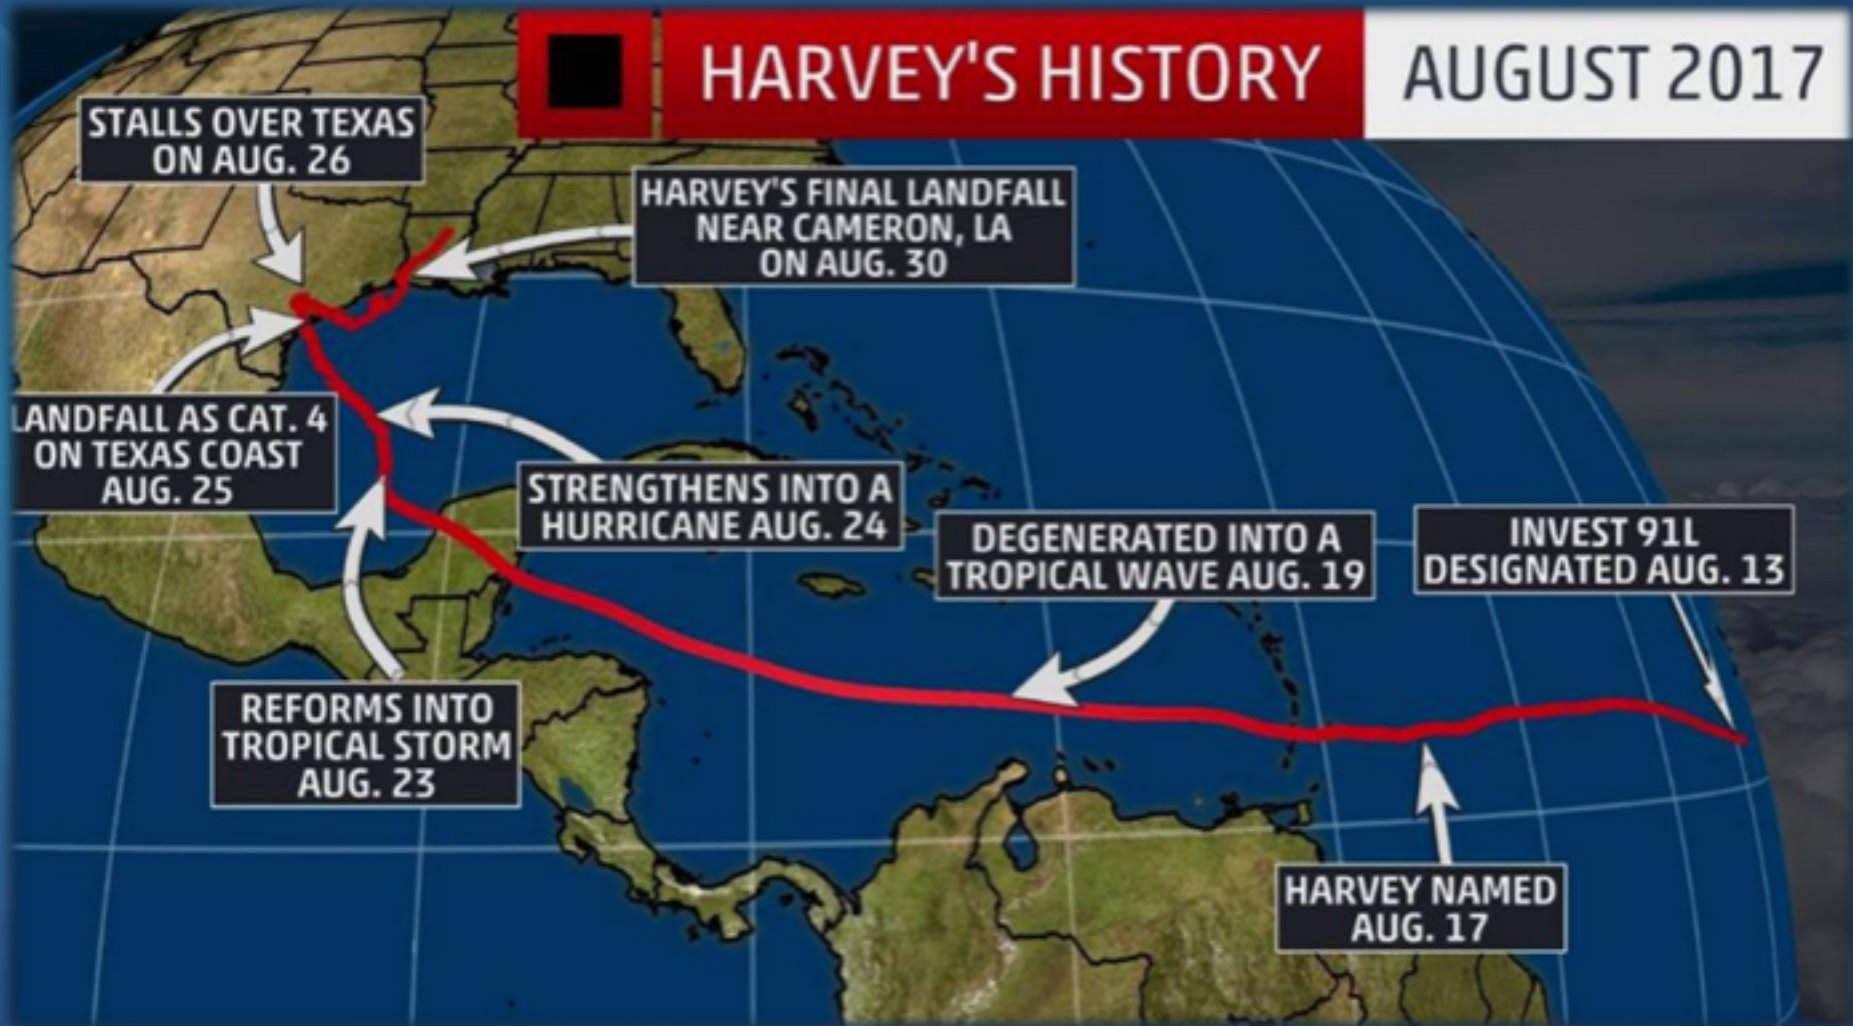 HARVEY'S HISTORY
AUGUST 2017
STALLS OVER TEXAS
ON AUG. 26
HARVEY'S FINAL LANDFALL
NEAR CAMERON, LA
ON AUG. 30
LANDFALL AS CAT. 4
ON TEXAS COAST
AUG. 25
STRENGTHENS INTO A
HURRICANE AUG. 24
DEGENERATED INTO A
TROPICAL WAVE AUG. 19
INVEST 91L
DESIGNATED AUG. 13
REFORMS INTO
TROPICAL STORM
AUG. 23
HARVEY NAMED
AUG. 17